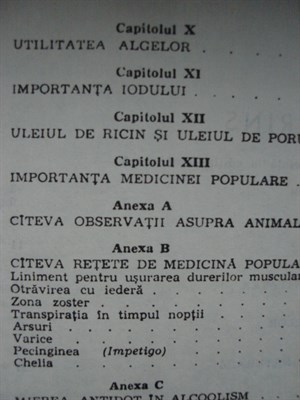 Capitolul X
UTILITATEA ALGELOR . .
Capitolul XI
IMPORTANȚA IODULUI . . . .
Capitolul XII
ULEIUL DE RICIN ȘI ULEIUL DE
Capitolul XIII
IMPORTANȚA MEDICINEI POPULARE .
Anexa A
CÎTEVA OBSERVAȚII ASUPRA
Anexa B
CÎTEVA REȚETE DE MEDICINĂ
Liniment pentru ușurarea durerilor
Otrăvirea cu iederă . . . .
Zona zoster . . . . .
Transpirația în timpul nopții . . .
Arsuri . . . . . .
Varice . . . . . .
Pecinginea (Impetigo) . . .
Chelia . . . . . .
Anexa C
MIEREA ANTIDOT ÎN ALCOOLISM . .